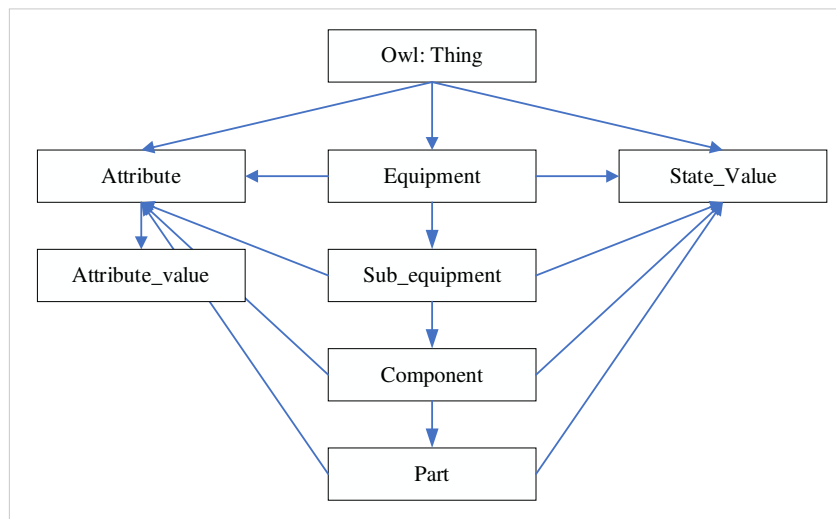 Owl: Thing
Attribute
Equipment
State_Value
Attribute_value
Sub_equipment
Component
Part